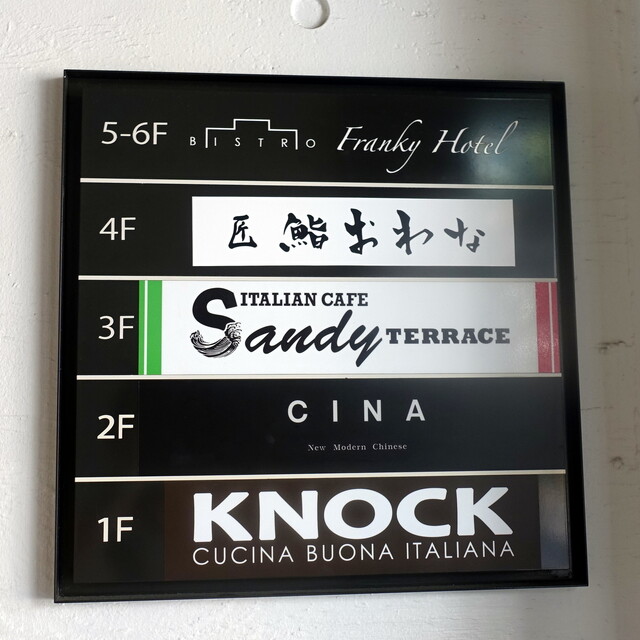 5-6F BISTRO Franky Hotel
4F 匠 鮨 おわな
3F ITALIAN CAFE
Sandy TERRACE
2F CINA
New Modern Chinese
1F KNOCK
CUCINA BUONA ITALIANA